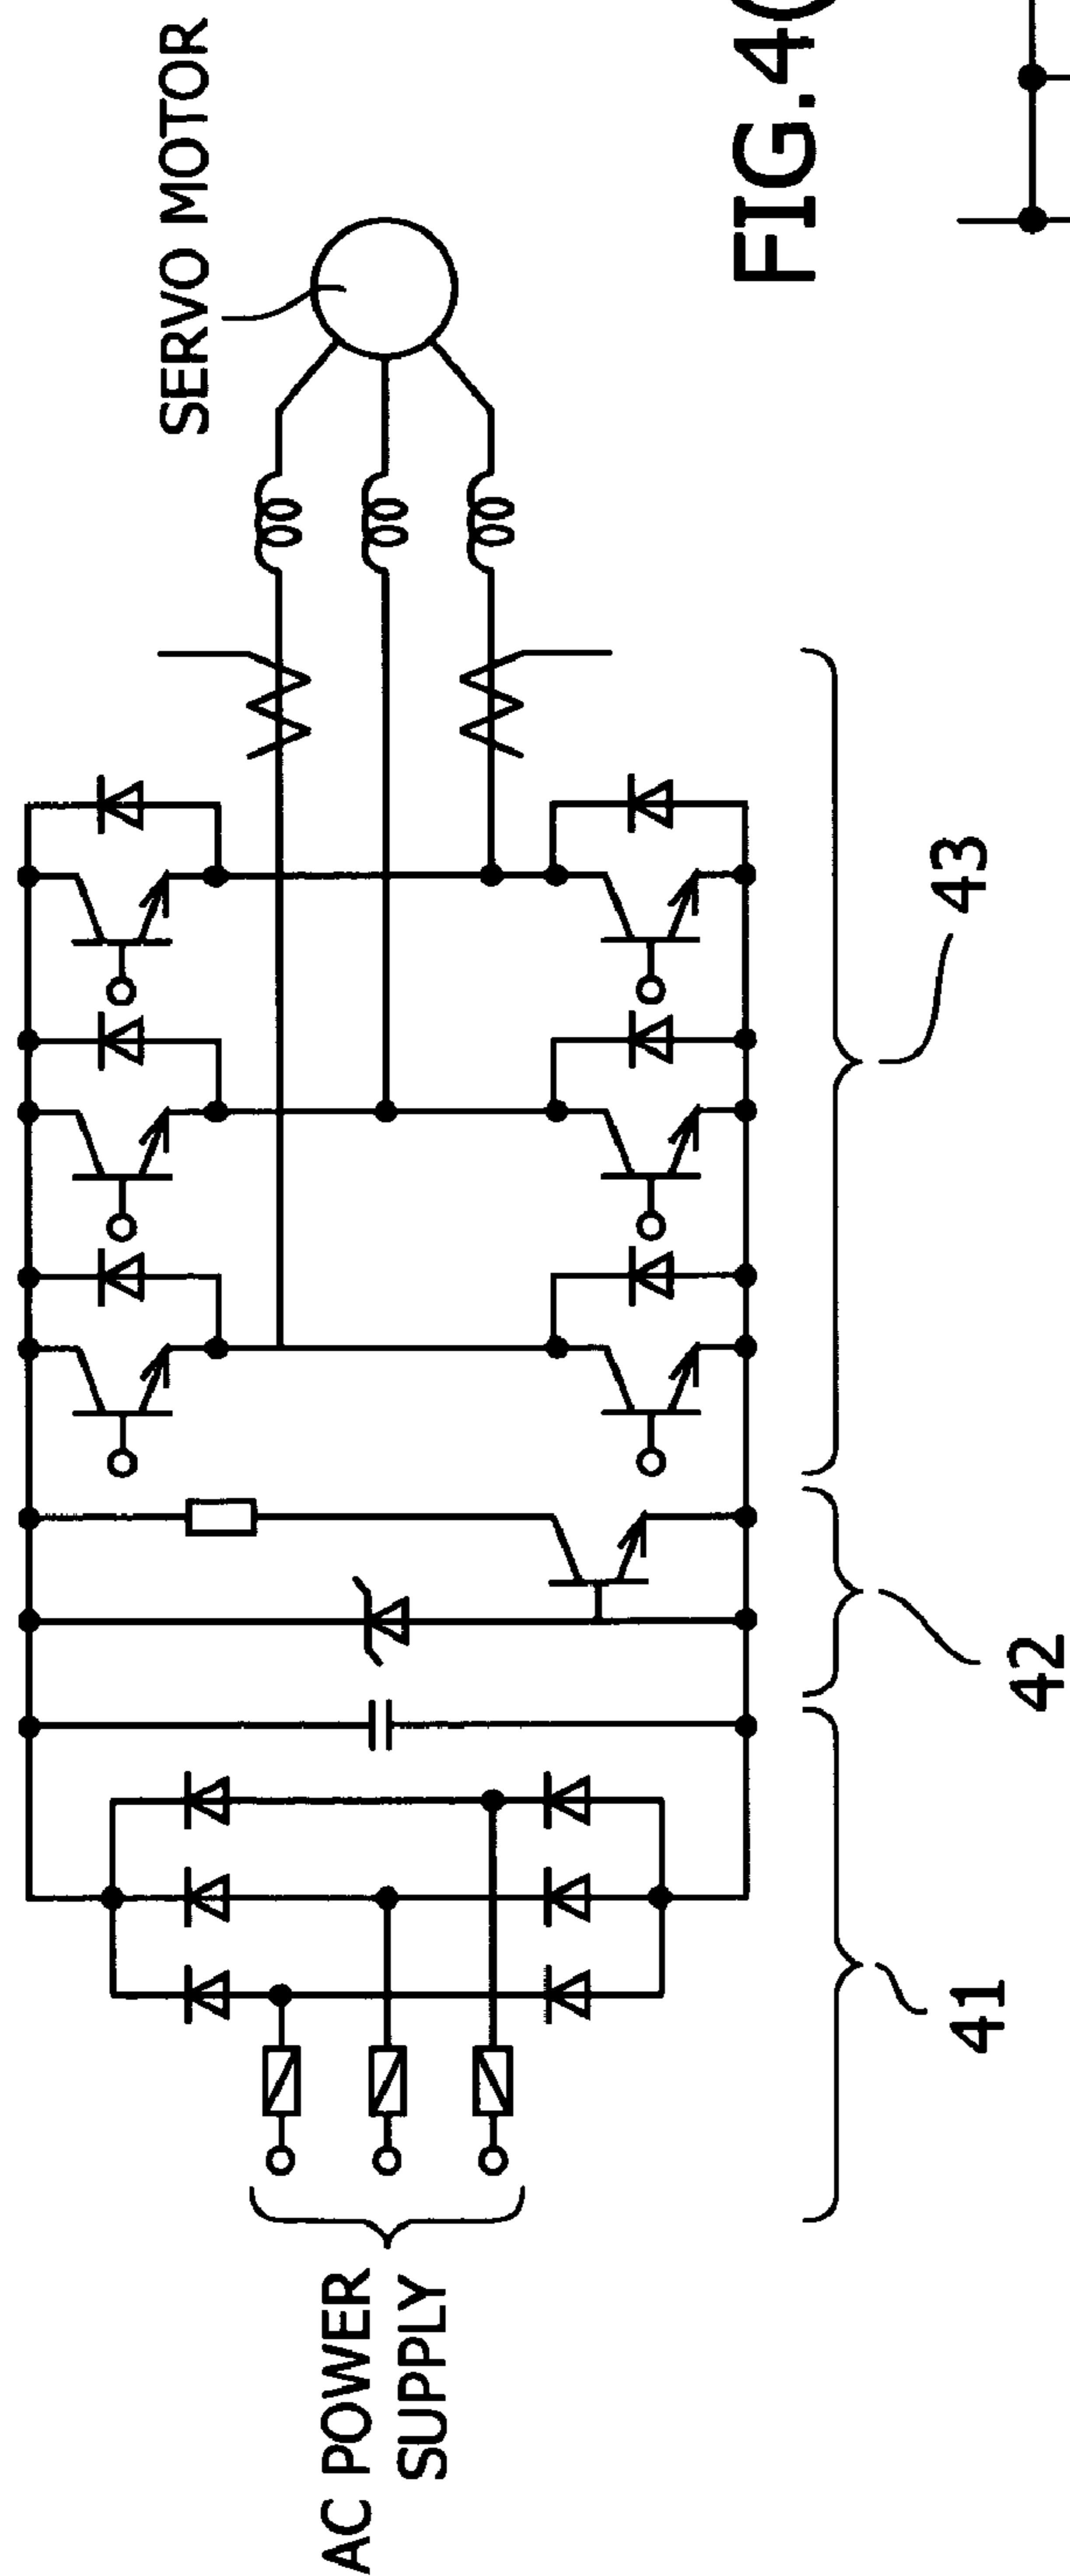 SERVO MOTOR
AC POWER
SUPPLY
41
42
43
FIG.4(